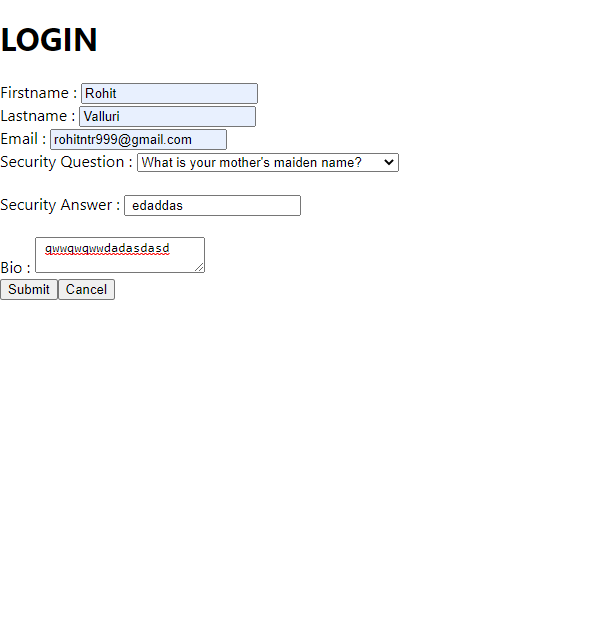 LOGIN
Firstname : Rohit
Lastname : Valluri
Email : rohitntr999@gmail.com
Security Question : What is your mother's maiden name?
Security Answer : edaddas
Bio : qwwqwqwwdadasdasd
Submit Cancel